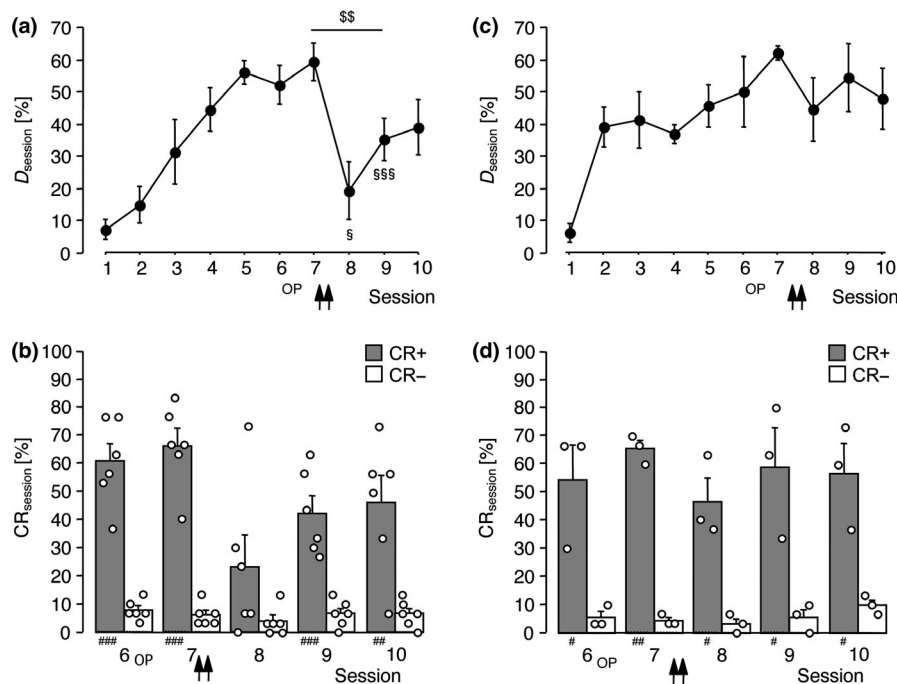 (a)
$$
70
60
50
40
30
20
10
0
Dsession [%]
§
§§§
1 2 3 4 5 6 7 8 9 10
OP
Session
(c)
70
60
50
40
30
20
10
0
Dsession [%]
1 2 3 4 5 6 7 8 9 10
OP
Session
(b)
100
90
80
70
60
50
40
30
20
10
0
CRsession [%]
CR+
CR–
### ### ### ##
6 OP 7 8 9 10
Session
(d)
100
90
80
70
60
50
40
30
20
10
0
CRsession [%]
CR+
CR–
# ## # # #
6 OP 7 8 9 10
Session